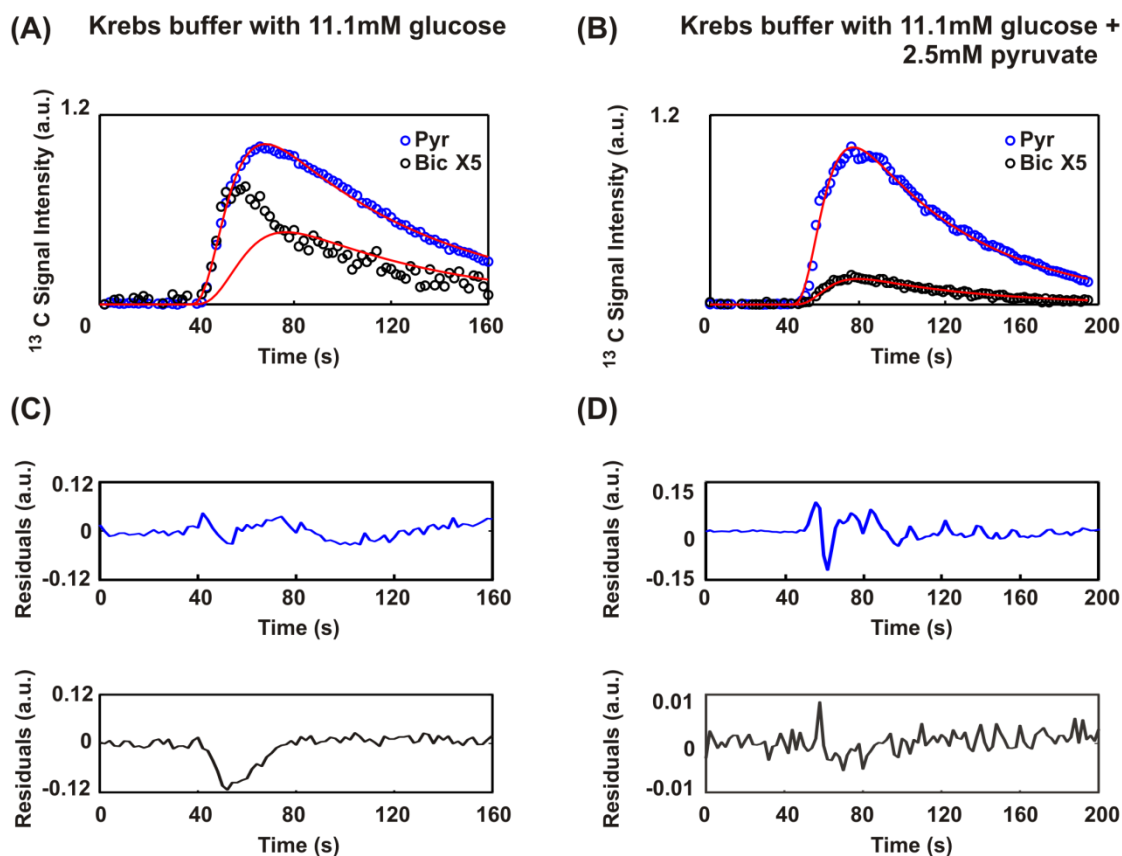 (A)
Krebs buffer with 11.1mM glucose
1.2
13 C Signal Intensity (a.u.)
Pyr
Bic X5
0
40
80
120
160
Time (s)
(B)
Krebs buffer with 11.1mM glucose +
2.5mM pyruvate
1.2
13 C Signal Intensity (a.u.)
Pyr
Bic X5
0
40
80
120
160
200
Time (s)
(C)
Residuals (a.u.)
0.12
0
-0.12
0
40
80
120
160
Time (s)
Residuals (a.u.)
0.12
0
-0.12
0
40
80
120
160
Time (s)
(D)
Residuals (a.u.)
0.15
0
-0.15
0
40
80
120
160
200
Time (s)
Residuals (a.u.)
0.01
0
-0.01
0
40
80
120
160
200
Time (s)